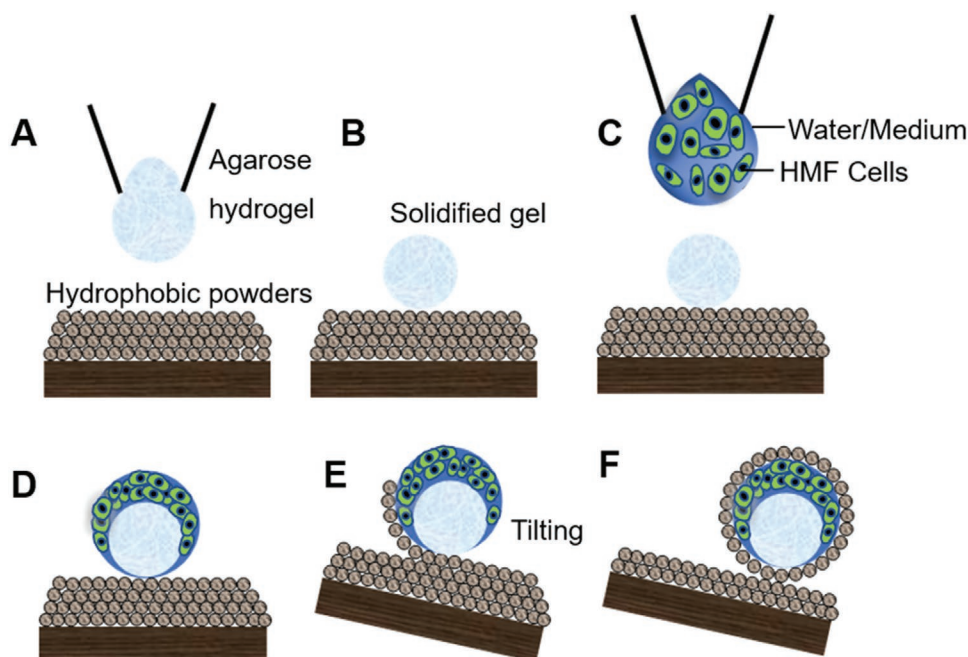 A
Agarose
hydrogel
Hydrophobic powders
B
Solidified gel
C
Water/Medium
HMF Cells
D
E
Tilting
F